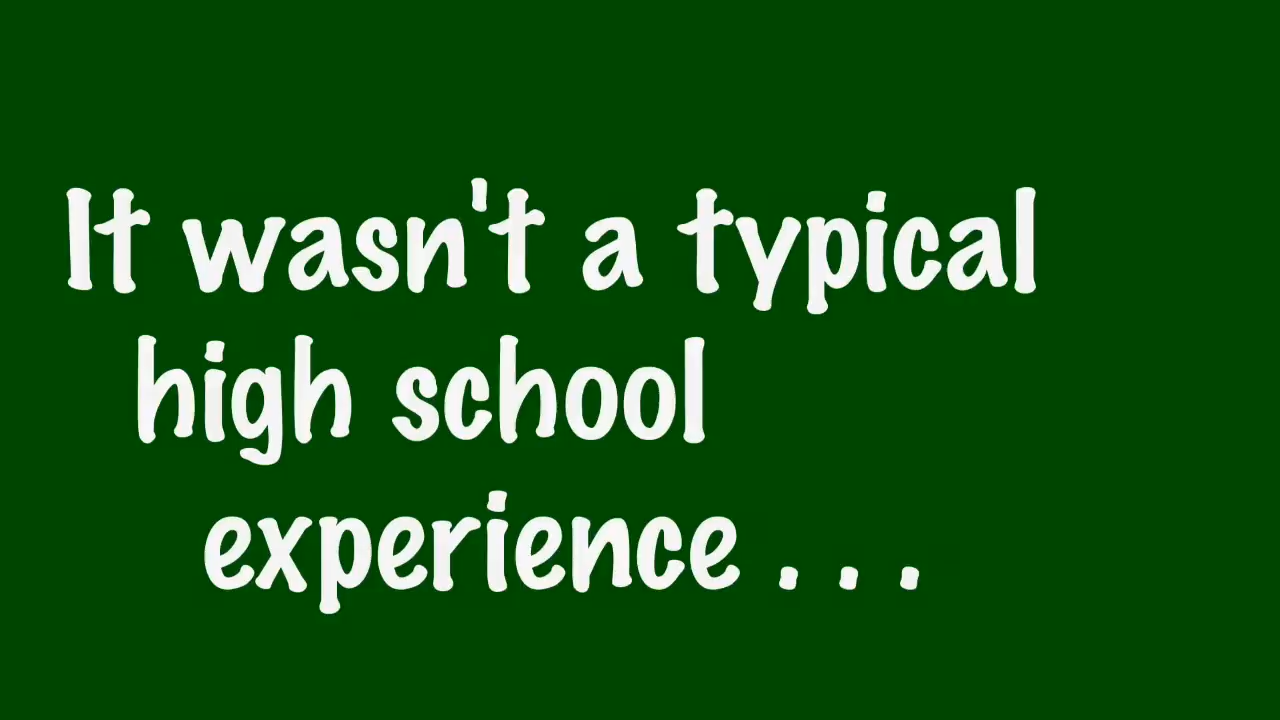 It wasn't a typical
high school
experience . . .